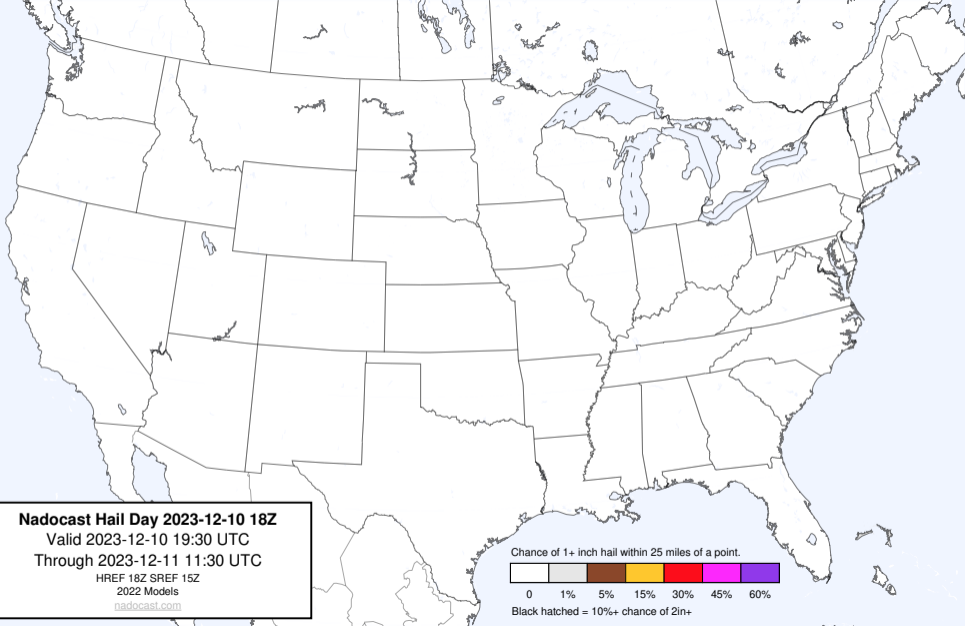 Nadocast Hail Day 2023-12-10 18Z
Valid 2023-12-10 19:30 UTC
Through 2023-12-11 11:30 UTC
HREF 18Z SREF 15Z
2022 Models
nadocast.com
Chance of 1+ inch hail within 25 miles of a point.
0 1% 5% 15% 30% 45% 60%
Black hatched = 10%+ chance of 2in+